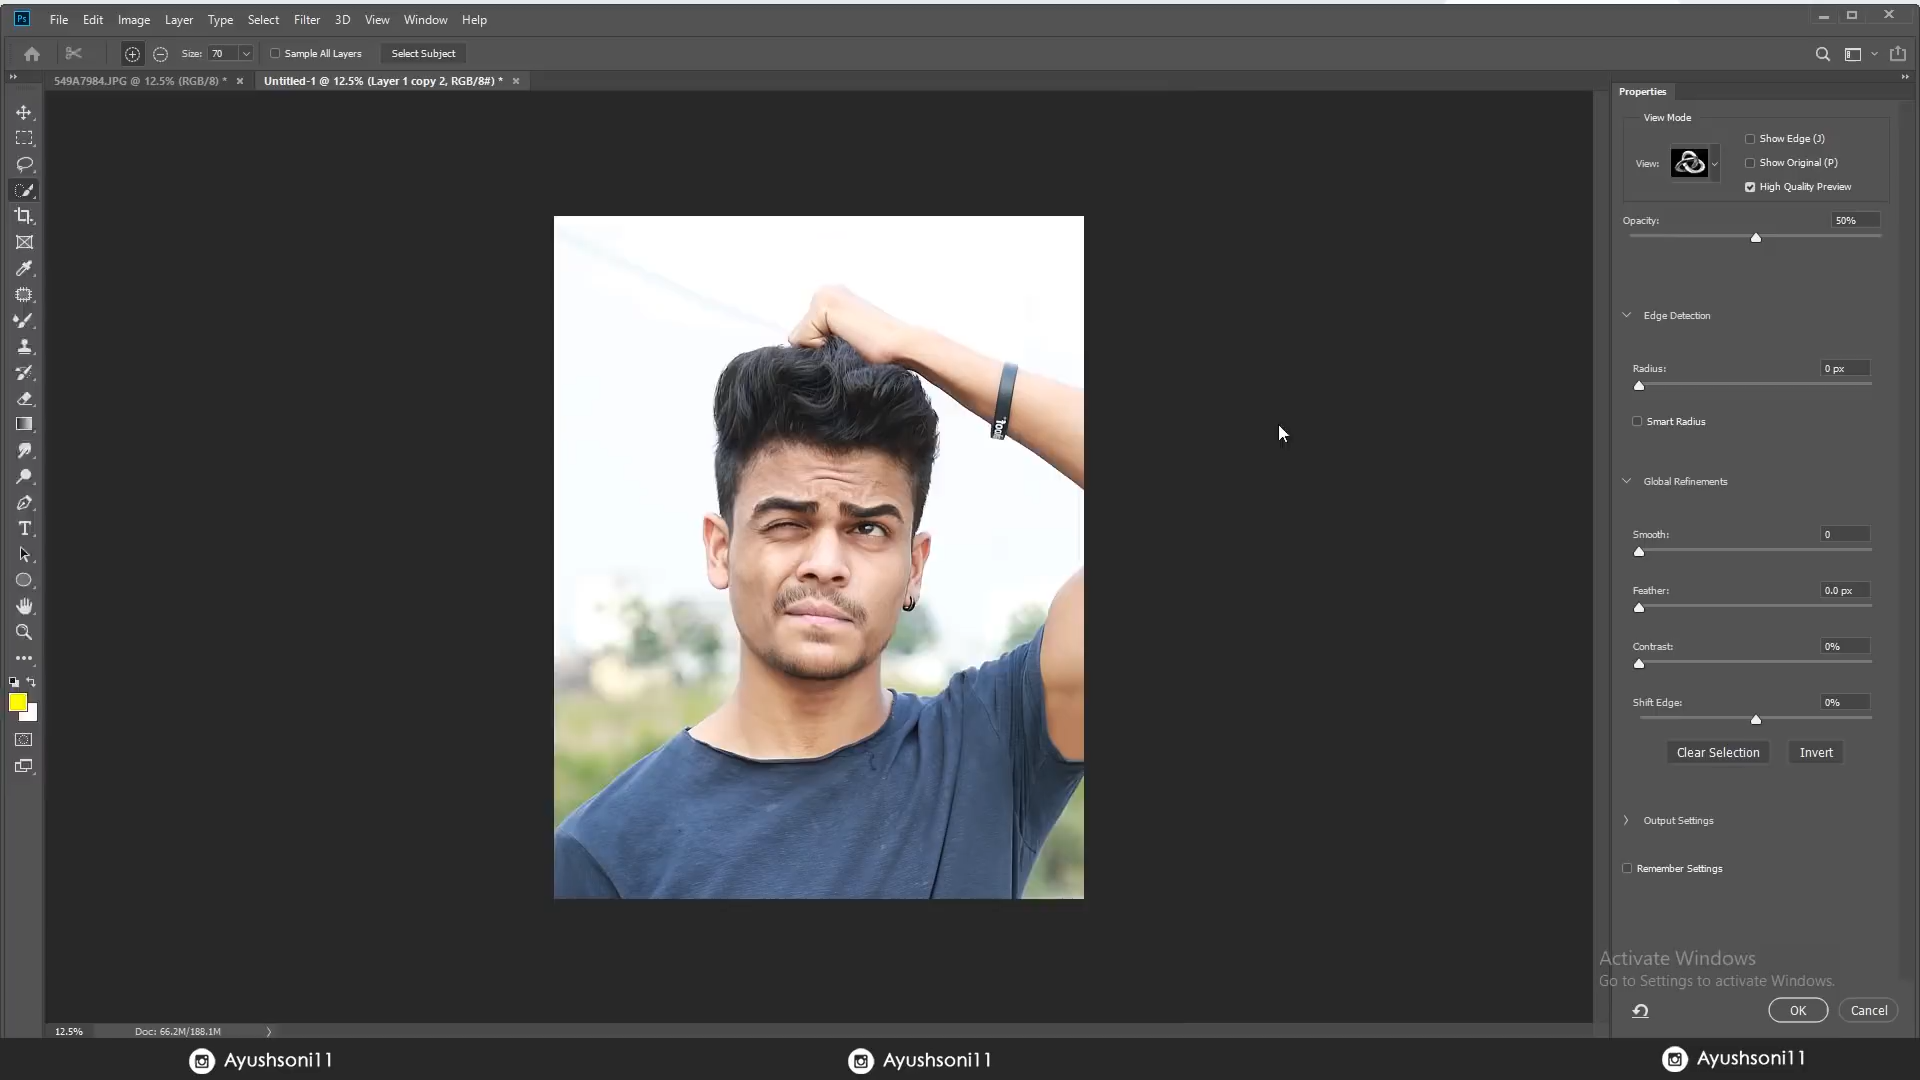 Ps File Edit Image Layer Type Select Filter 3D View Window Help
Size: 70 Sample All Layers Select Subject
549A7984.JPG @ 12.5% (RGB/8) *
Untitled-1 @ 12.5% (Layer 1 copy 2, RGB/8#) *
Properties
View Mode
View:
Show Edge (J)
Show Original (P)
High Quality Preview
Opacity: 50%
Edge Detection
Radius: 0 px
Smart Radius
Global Refinements
Smooth: 0
Feather: 0.0 px
Contrast: 0%
Shift Edge: 0%
Clear Selection Invert
Output Settings
Remember Settings
Activate Windows
Go to Settings to activate Windows.
OK Cancel
12.5% Doc: 66.2M/188.1M
Ayushsoni11 Ayushsoni11 Ayushsoni11